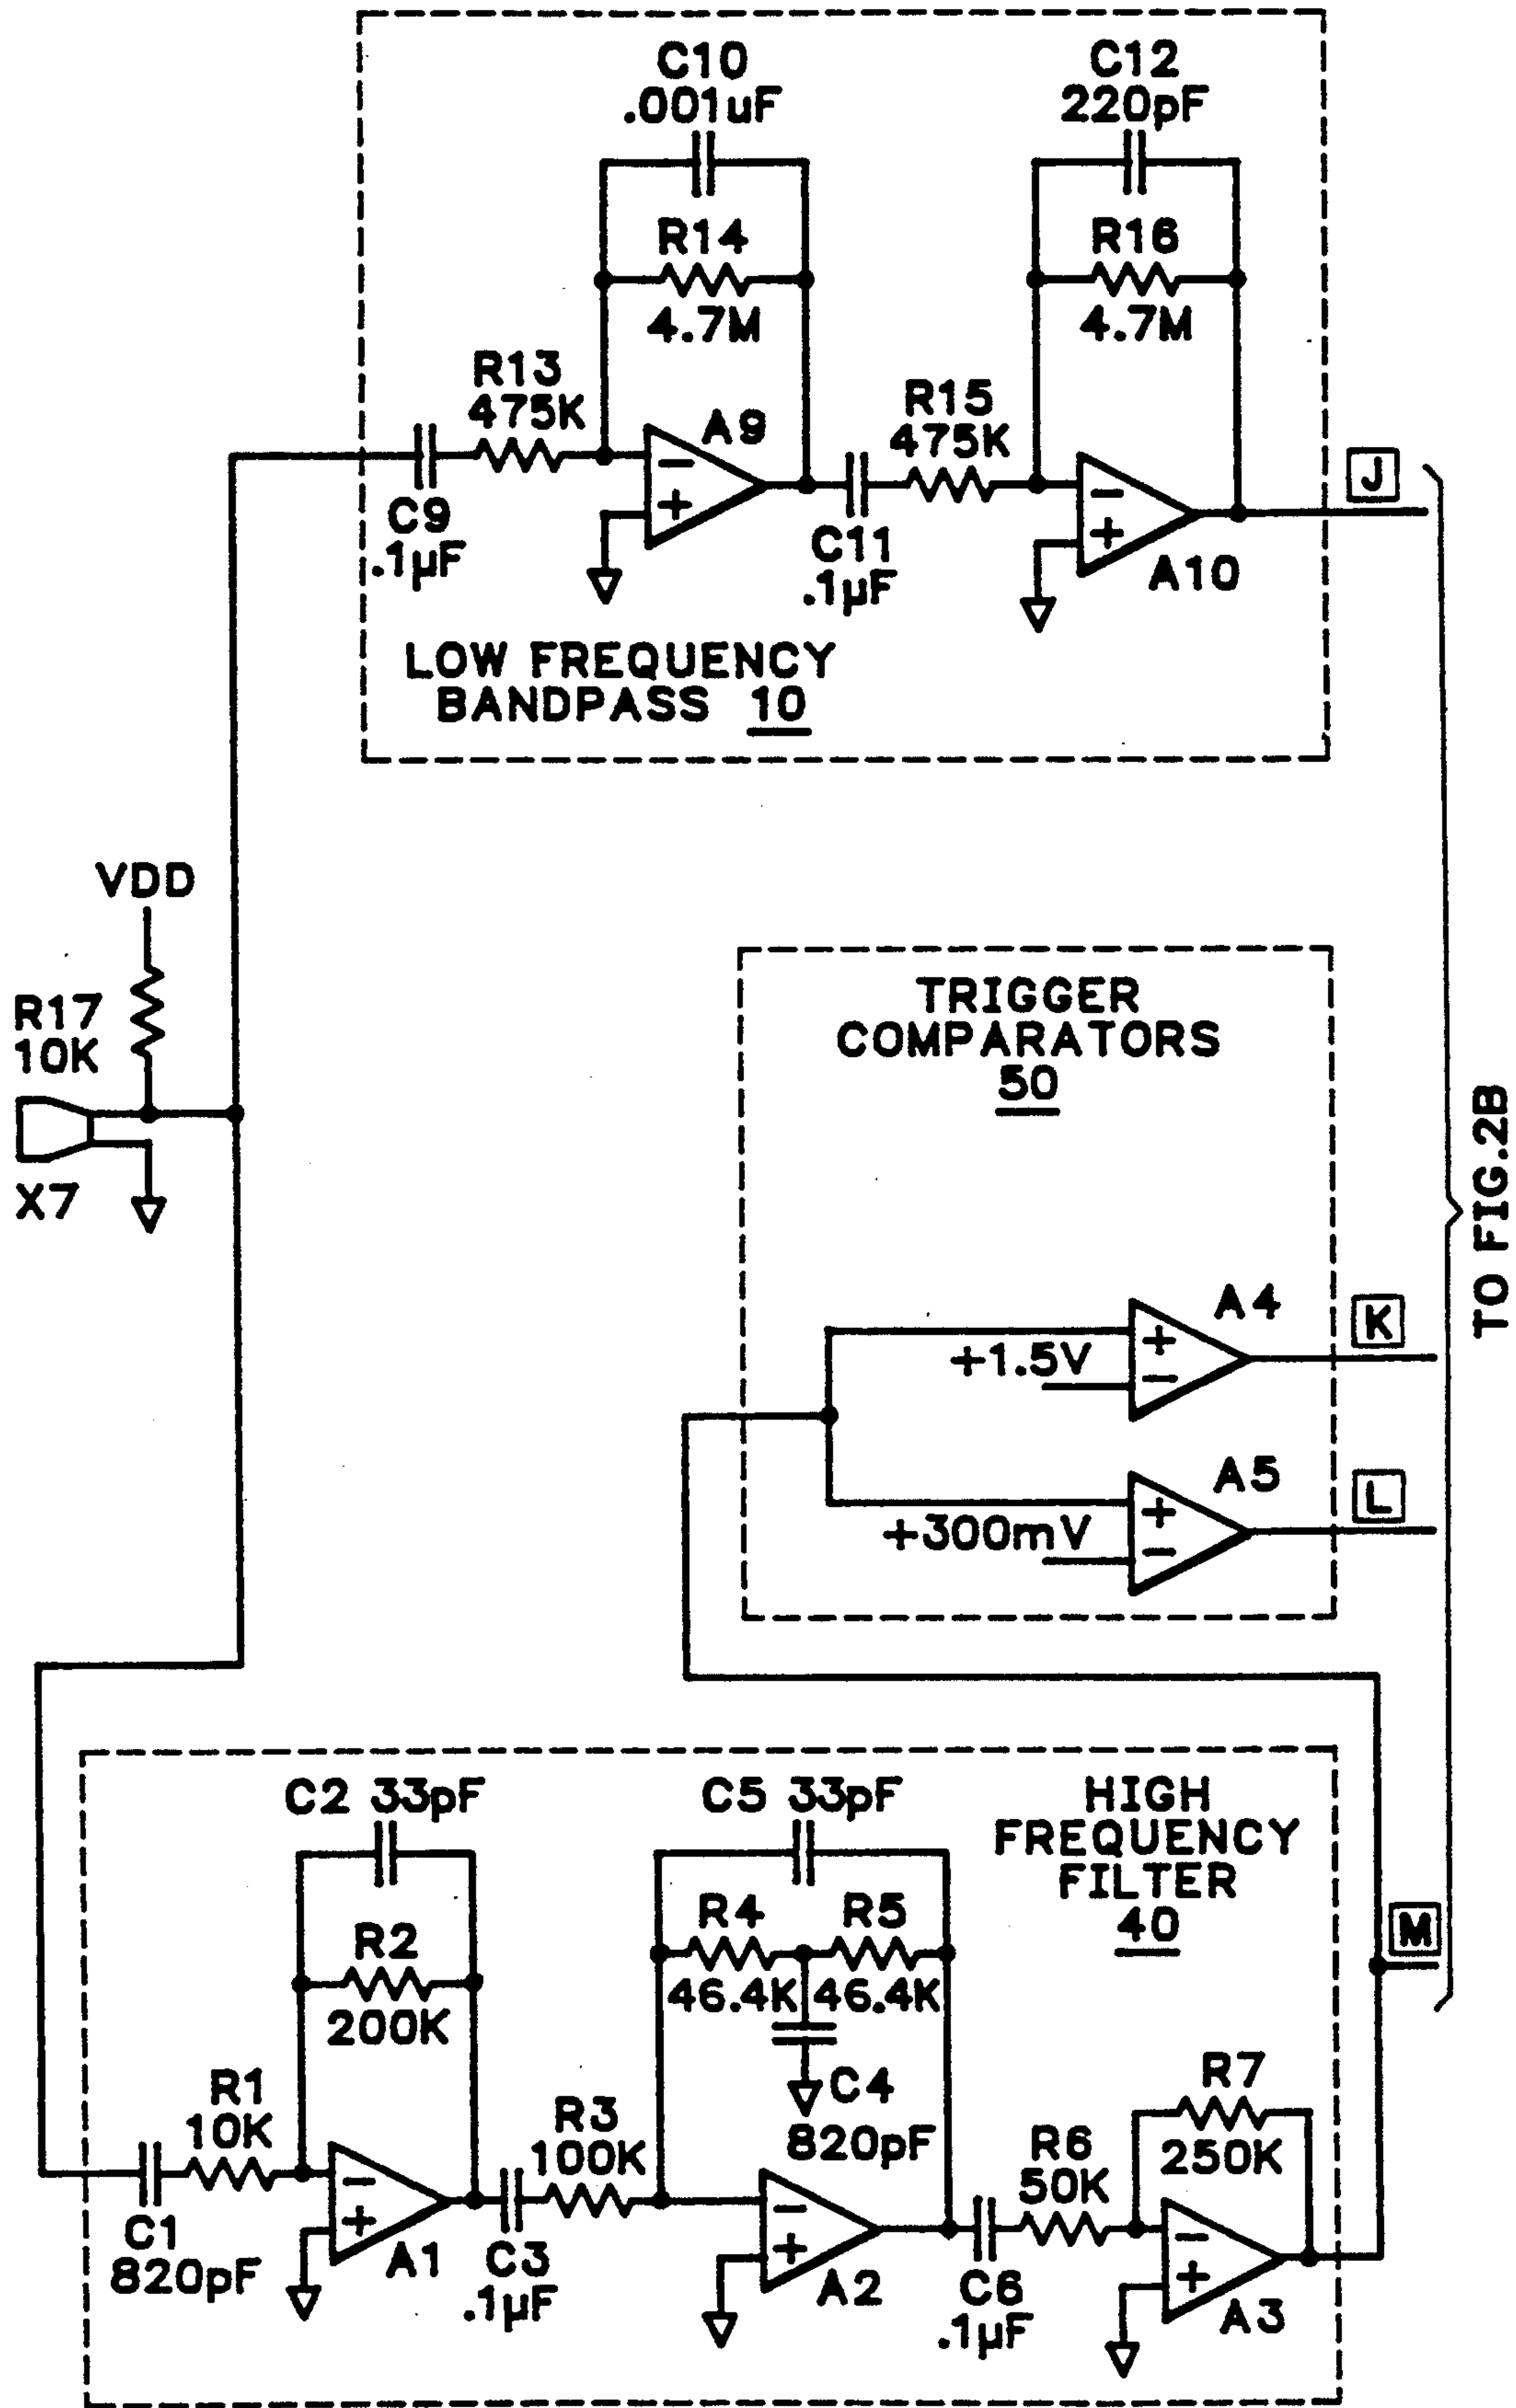 C10
.001uF
C12
220pF
R14
4.7M
R16
4.7M
R13
475K
A9
R15
475K
J
C9
.1µF
C11
.1µF
A10
LOW FREQUENCY
BANDPASS 10
VDD
R17
10K
X7
TRIGGER
COMPARATORS
50
A4
K
+1.5V
A5
L
+300mV
TO FIG.2B
C2 33pF
C5 33pF
HIGH
FREQUENCY
FILTER
40
R4
R5
M
R2
200K
46.4K
46.4K
C4
820pF
R1
10K
R3
100K
R6
50K
R7
250K
C1
820pF
A1
C3
.1µF
A2
C6
.1µF
A3